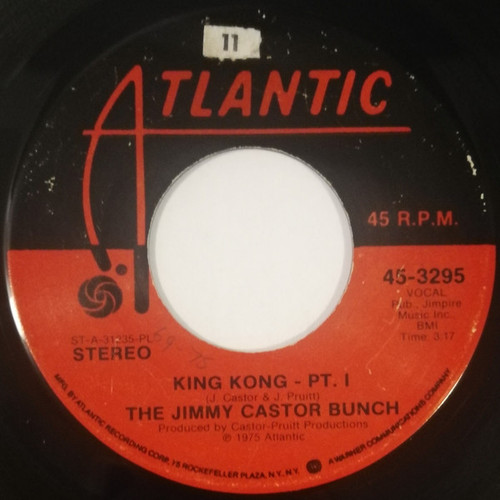 11
ATLANTIC
45 R.P.M.
45-3295
VOCAL
Pub., Jimpire
Music Inc.
BMI
Time: 3:17
ST-A-31235-PL
STEREO
KING KONG - PT. I
(J. Castor & J. Pruitt)
THE JIMMY CASTOR BUNCH
Produced by Castor-Pruitt Productions
℗ 1975 Atlantic
MFG. BY ATLANTIC RECORDING CORP., 75 ROCKEFELLER PLAZA, N.Y., N.Y. A WARNER COMMUNICATIONS COMPANY